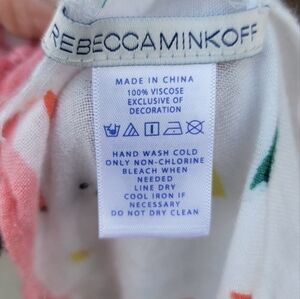 REBECCAMINKOFF
MADE IN CHINA
100% VISCOSE
EXCLUSIVE OF
DECORATION
HAND WASH COLD
ONLY NON-CHLORINE
BLEACH WHEN
NEEDED
LINE DRY
COOL IRON IF
NECESSARY
DO NOT DRY CLEAN